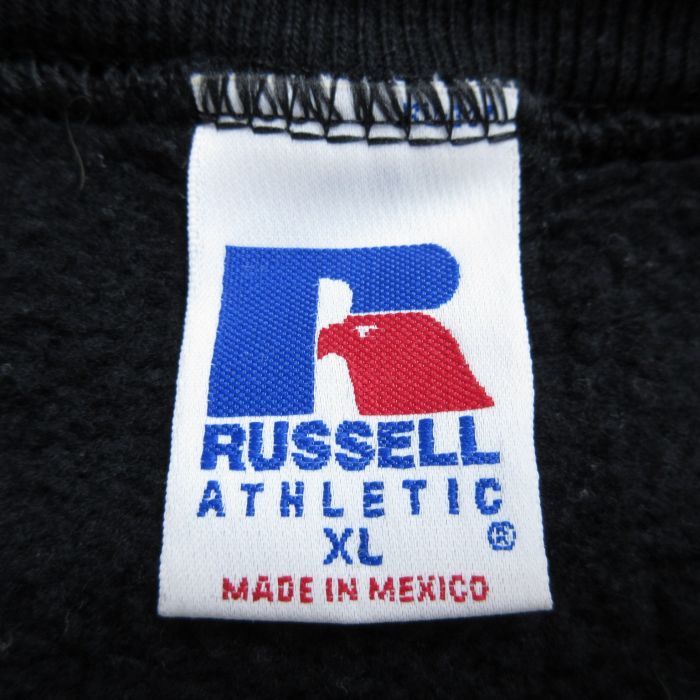 R
RUSSELL
ATHLETIC
XL ®
MADE IN MEXICO